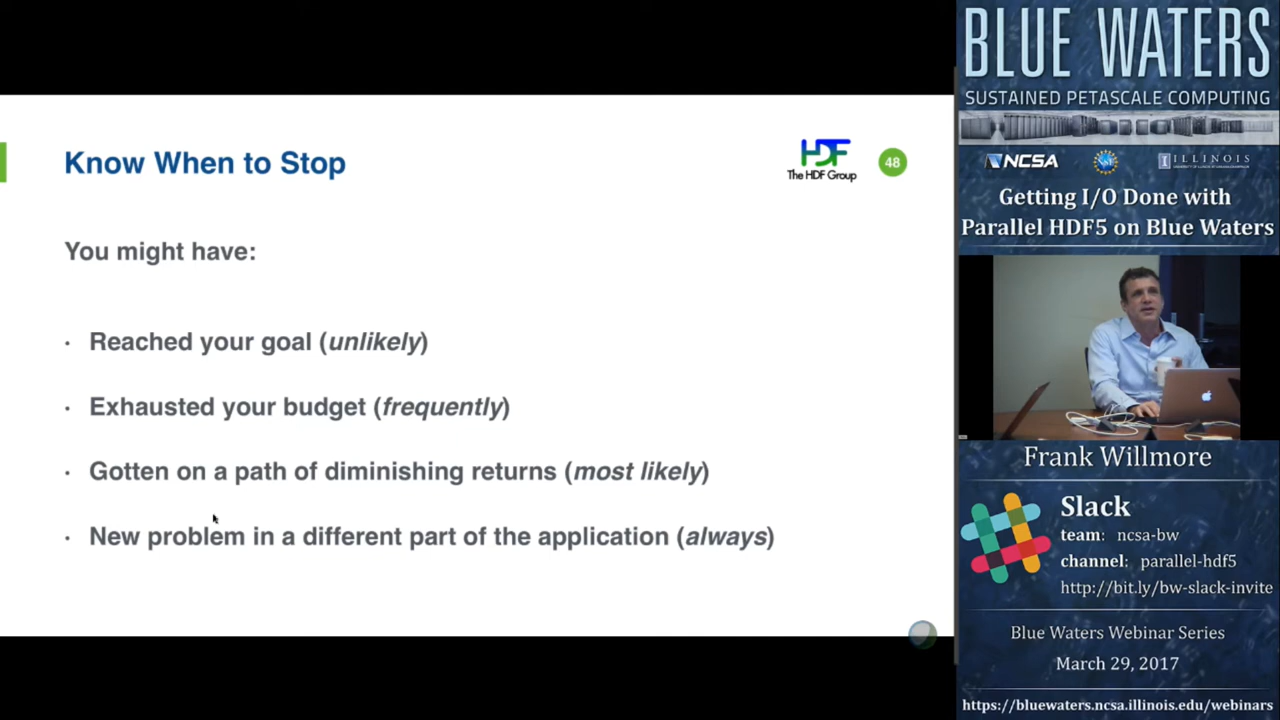 Know When to Stop
HDF
The HDF Group
48
You might have:
· Reached your goal (unlikely)
· Exhausted your budget (frequently)
· Gotten on a path of diminishing returns (most likely)
· New problem in a different part of the application (always)
BLUE WATERS
SUSTAINED PETASCALE COMPUTING
NCSA
ILLINOIS
Getting I/O Done with
Parallel HDF5 on Blue Waters
Frank Willmore
Slack
team: ncsa-bw
channel: parallel-hdf5
http://bit.ly/bw-slack-invite
Blue Waters Webinar Series
March 29, 2017
https://bluewaters.ncsa.illinois.edu/webinars